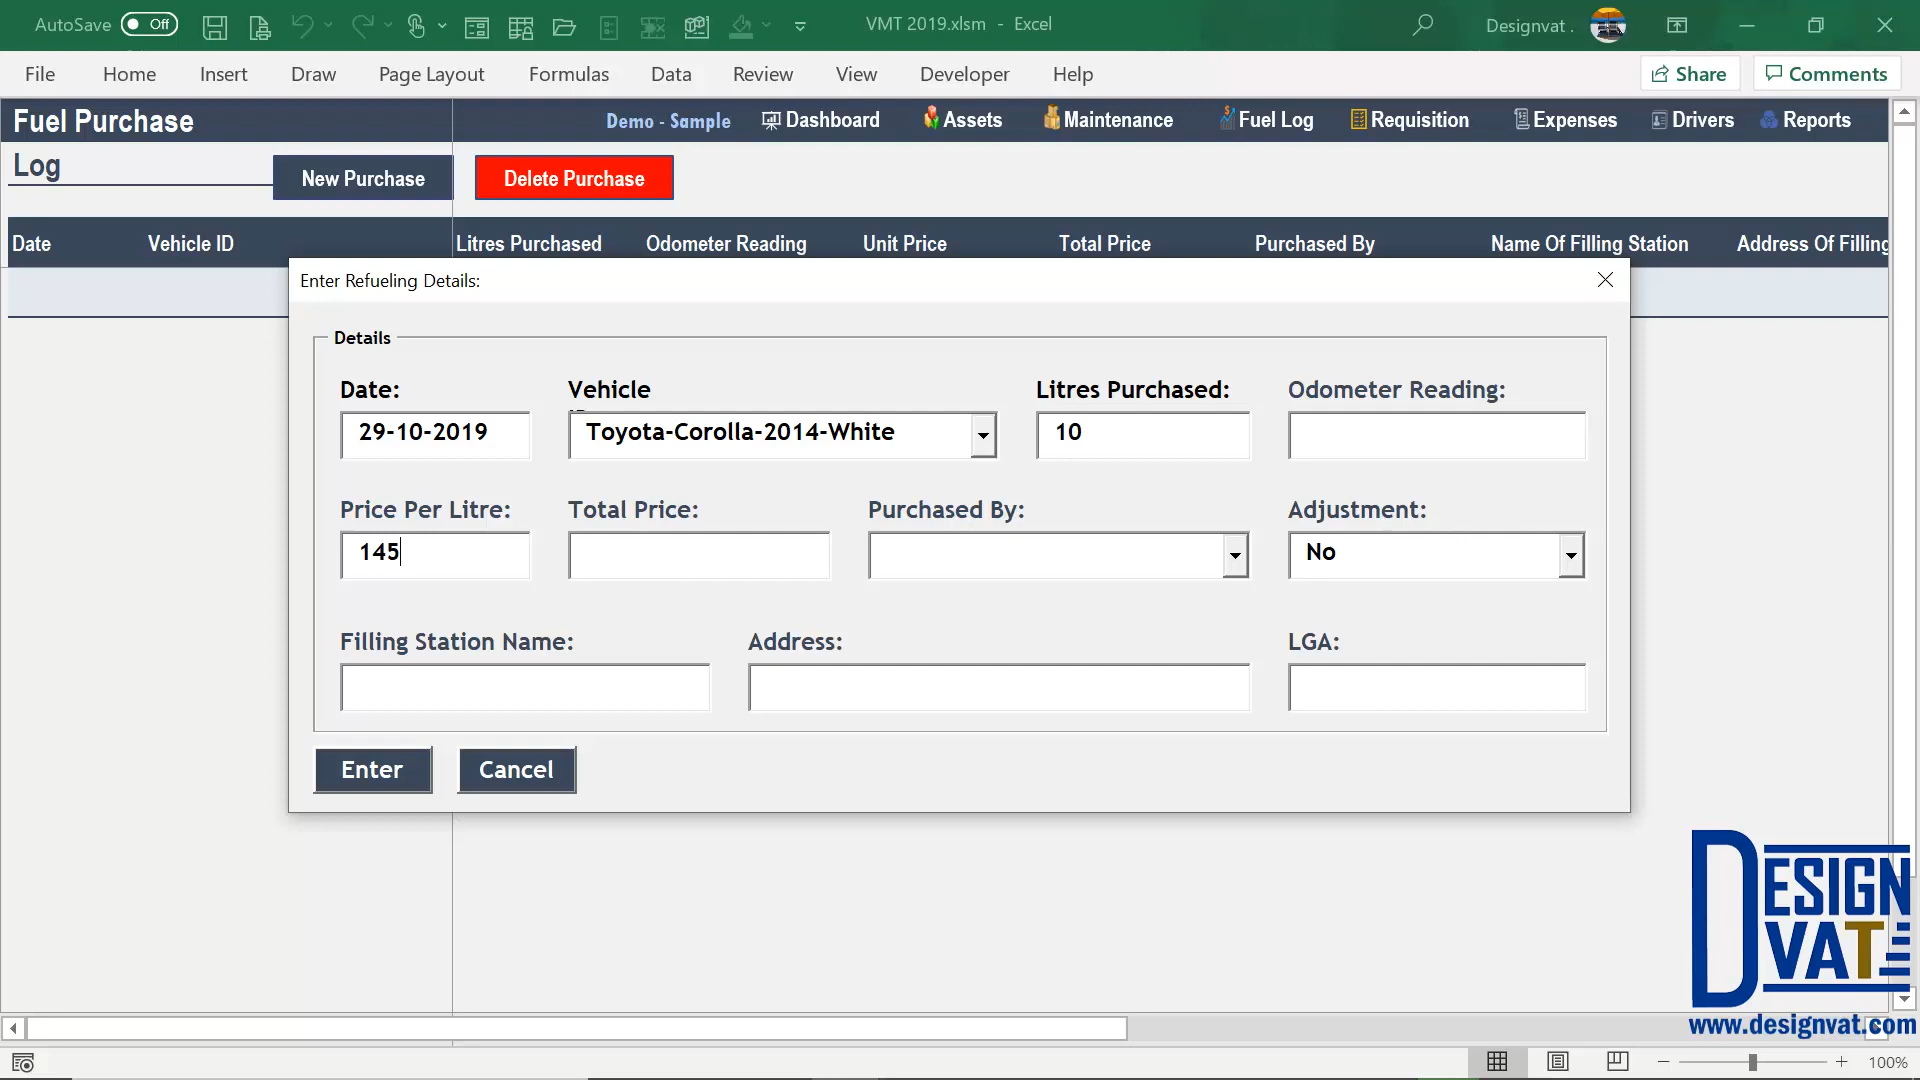 AutoSave Off VMT 2019.xlsm - Excel Designvat .
File Home Insert Draw Page Layout Formulas Data Review View Developer Help Share Comments
Fuel Purchase Demo - Sample Dashboard Assets Maintenance Fuel Log Requisition Expenses Drivers Reports
Log
New Purchase Delete Purchase
Date Vehicle ID Litres Purchased Odometer Reading Unit Price Total Price Purchased By Name Of Filling Station Address Of Filling
Enter Refueling Details:
Details
Date: Vehicle Litres Purchased: Odometer Reading:
29-10-2019 Toyota-Corolla-2014-White 10
Price Per Litre: Total Price: Purchased By: Adjustment:
145 No
Filling Station Name: Address: LGA:
Enter Cancel
DESIGN
VAT
www.designvat.com
100%